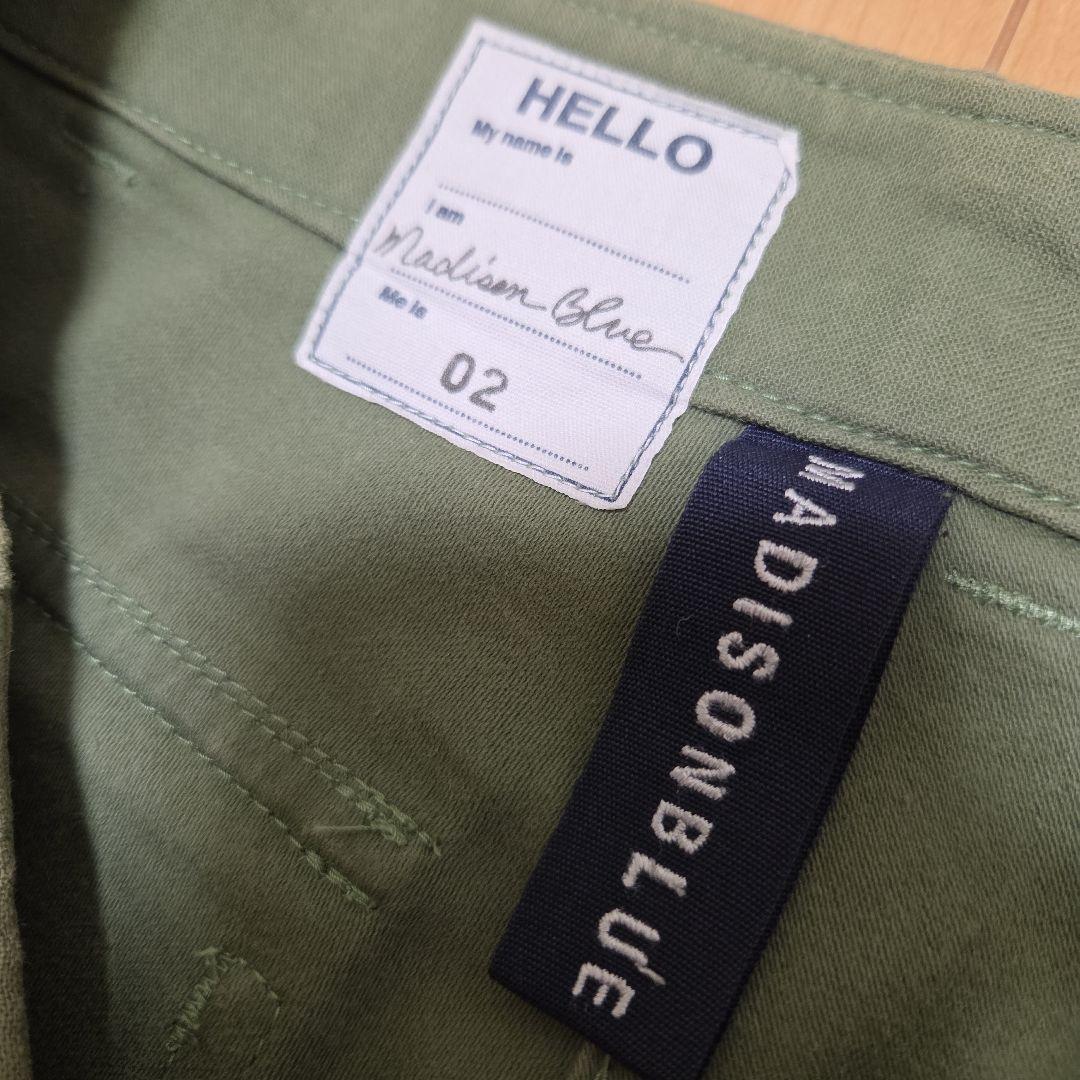 HELLO
My name is
I am
Madison Blue
Me is
02
MADISONBLUE